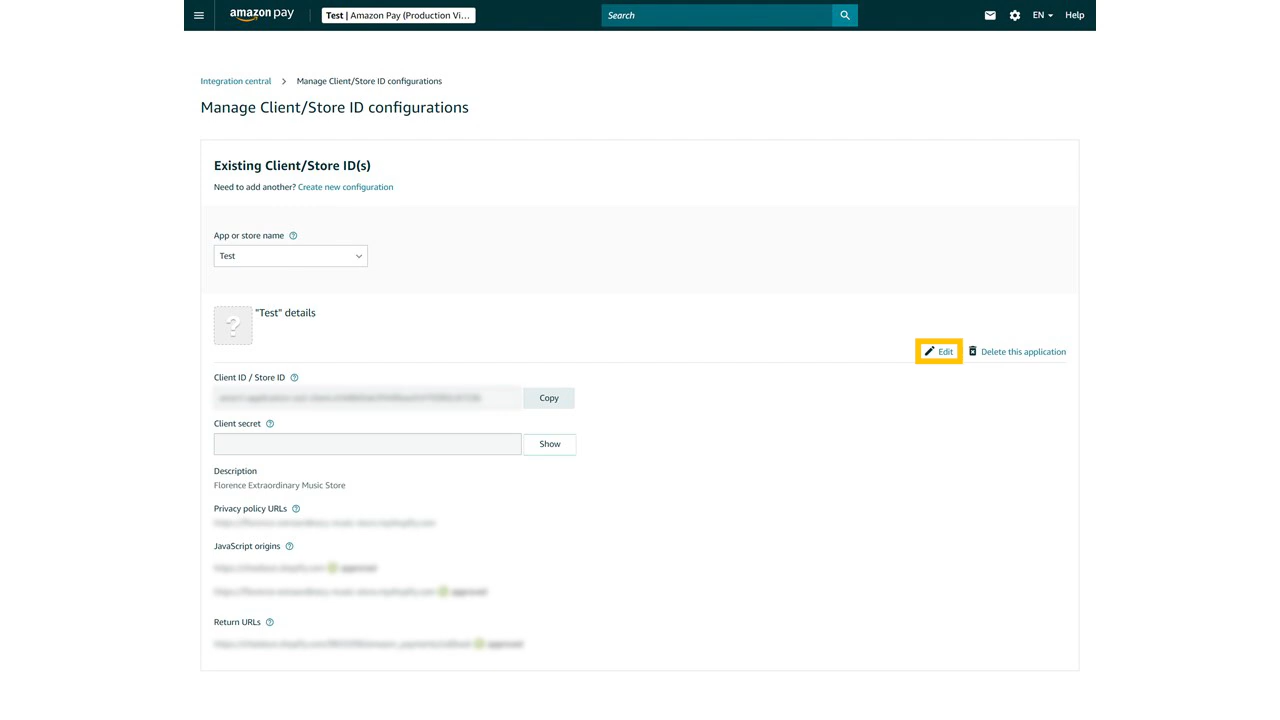 amazon pay
Test | Amazon Pay (Production Vi...
Search
EN
Help
Integration central > Manage Client/Store ID configurations
Manage Client/Store ID configurations
Existing Client/Store ID(s)
Need to add another? Create new configuration
App or store name
Test
"Test" details
Edit
Delete this application
Client ID / Store ID
Copy
Client secret
Show
Description
Florence Extraordinary Music Store
Privacy policy URLs
JavaScript origins
approved
approved
Return URLs
approved